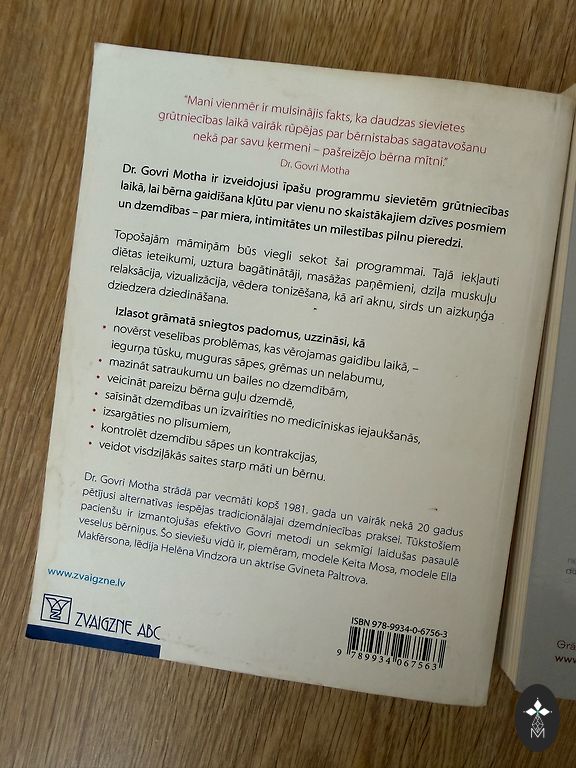 “Mani vienmēr ir mulsinājis fakts, ka daudzas sievietes
grūtniecības laikā vairāk rūpējas par bērnistabas sagatavošanu
nekā par savu ķermeni – pašreizējo bērna mītni.”
Dr. Govri Motha
Dr. Govri Motha ir izveidojusi īpašu programmu sievietēm grūtniecības
laikā, lai bērna gaidīšana kļūtu par vienu no skaistākajiem dzīves posmiem
un dzemdības – par miera, intimitātes un mīlestības pilnu pieredzi.
Topošajām māmiņām būs viegli sekot šai programmai. Tajā iekļauti
diētas ieteikumi, uztura bagātinātāji, masāžas paņēmieni, dziļa muskuļu
relaksācija, vizualizācija, vēdera tonizēšana, kā arī aknu, sirds un aizkuņģa
dziedzera dziedināšana.
Izlasot grāmatā sniegtos padomus, uzzināsi, kā
• novērst veselības problēmas, kas vērojamas gaidību laikā, –
iegurņa tūsku, muguras sāpes, grēmas un nelabumu,
• mazināt satraukumu un bailes no dzemdībām,
• veicināt pareizu bērna guļu dzemdē,
• saīsināt dzemdības un izvairīties no medicīniskas iejaukšanās,
• izsargāties no plīsumiem,
• kontrolēt dzemdību sāpes un kontrakcijas,
• veidot visdziļākās saites starp māti un bērnu.
Dr. Govri Motha strādā par vecmāti kopš 1981. gada un vairāk nekā 20 gadus
pētījusi alternatīvas iespējas tradicionālajai dzemdniecības praksei. Tūkstošiem
pacienšu ir izmantojušas efektīvo Govri metodi un sekmīgi laidušas pasaulē
veselus bērniņus. Šo sieviešu vidū ir, piemēram, modele Keita Mosa, modele Ella
Makfērsona, lēdija Helēna Vindzora un aktrise Gvineta Paltrova.
www.zvaigzne.lv
ZVAIGZNE ABC
ISBN 978-9934-0-6756-3
9 789934 067563
Grā
www
M